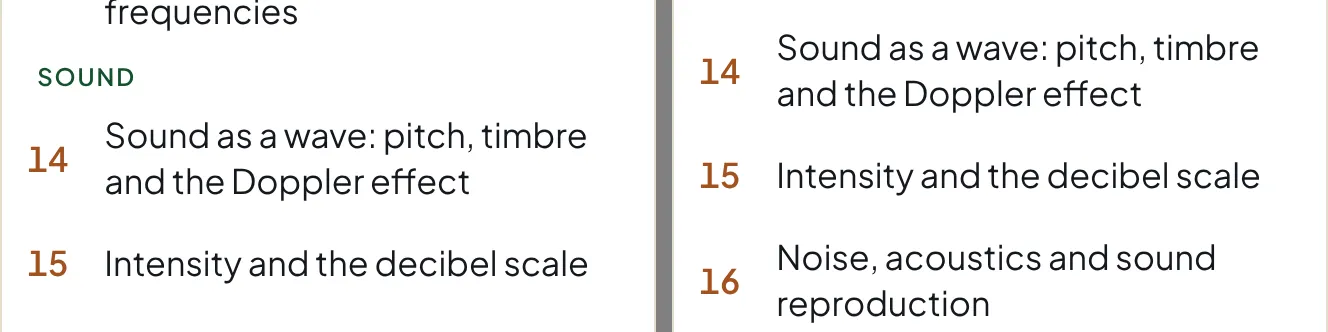 frequencies
SOUND
14
Sound as a wave: pitch, timbre
and the Doppler effect
15
Intensity and the decibel scale
14
Sound as a wave: pitch, timbre
and the Doppler effect
15
Intensity and the decibel scale
16
Noise, acoustics and sound
reproduction